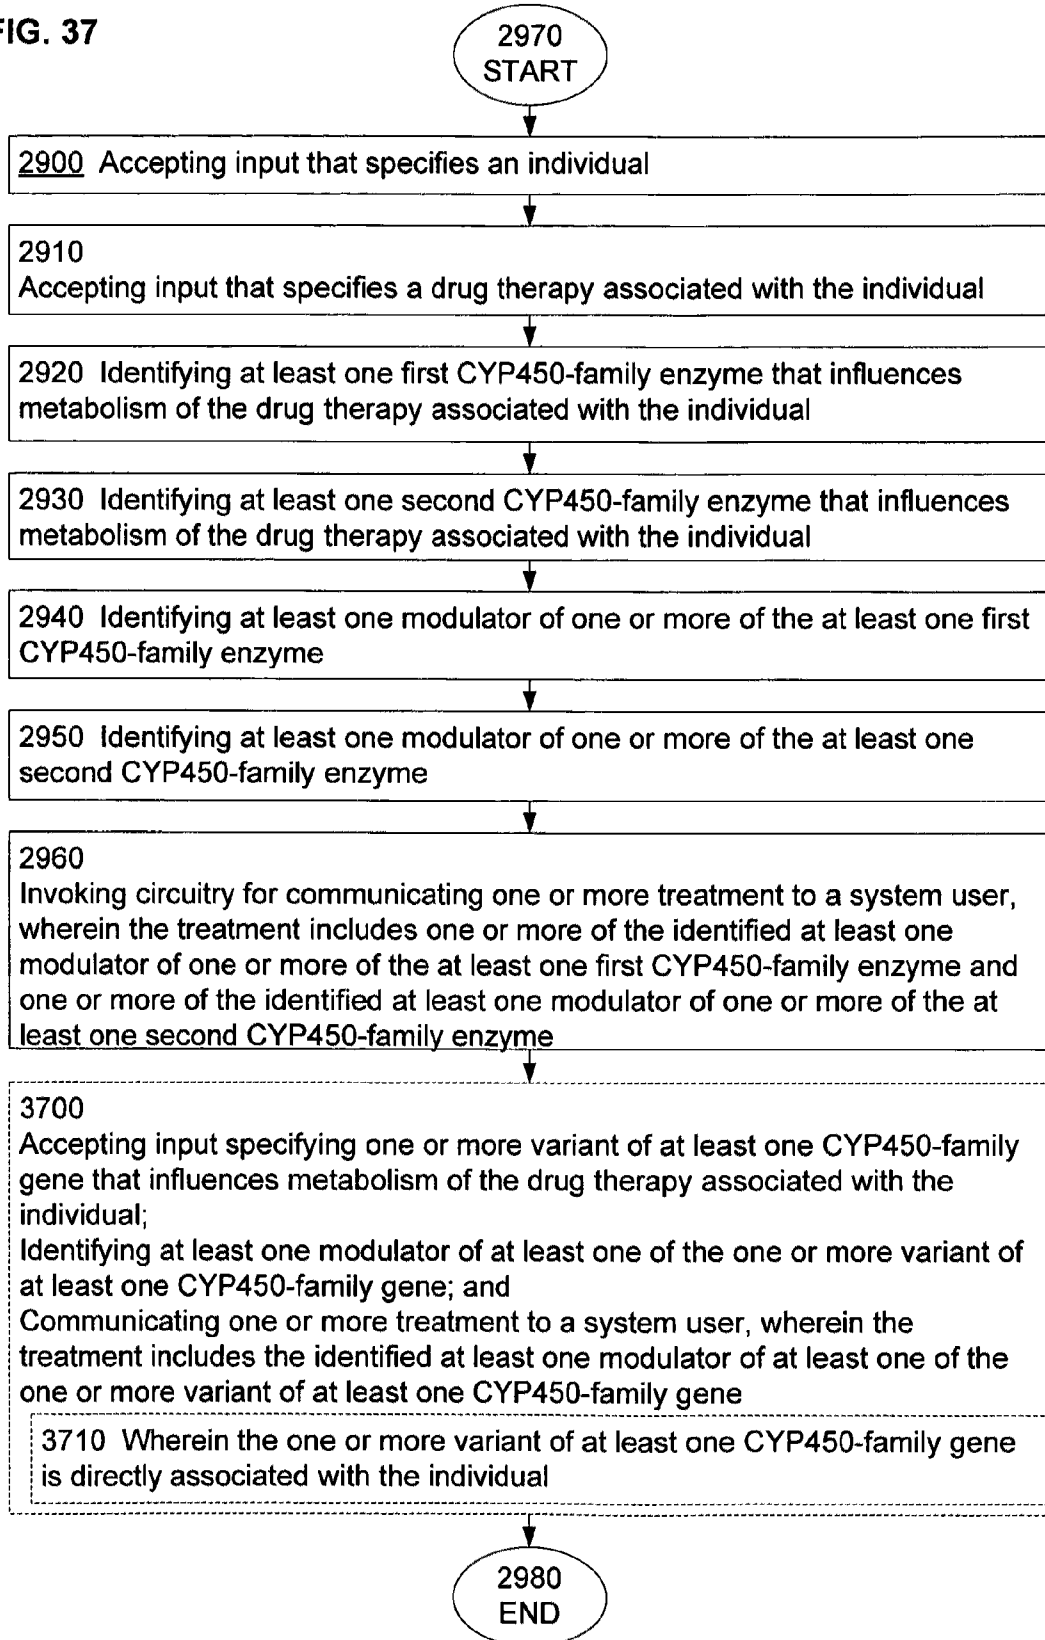 FIG. 37
2970
START
2900 Accepting input that specifies an individual
2910
Accepting input that specifies a drug therapy associated with the individual
2920 Identifying at least one first CYP450-family enzyme that influences
metabolism of the drug therapy associated with the individual
2930 Identifying at least one second CYP450-family enzyme that influences
metabolism of the drug therapy associated with the individual
2940 Identifying at least one modulator of one or more of the at least one first
CYP450-family enzyme
2950 Identifying at least one modulator of one or more of the at least one
second CYP450-family enzyme
2960
Invoking circuitry for communicating one or more treatment to a system user,
wherein the treatment includes one or more of the identified at least one
modulator of one or more of the at least one first CYP450-family enzyme and
one or more of the identified at least one modulator of one or more of the at
least one second CYP450-family enzyme
3700
Accepting input specifying one or more variant of at least one CYP450-family
gene that influences metabolism of the drug therapy associated with the
individual;
Identifying at least one modulator of at least one of the one or more variant of
at least one CYP450-family gene; and
Communicating one or more treatment to a system user, wherein the
treatment includes the identified at least one modulator of at least one of the
one or more variant of at least one CYP450-family gene
3710 Wherein the one or more variant of at least one CYP450-family gene
is directly associated with the individual
2980
END